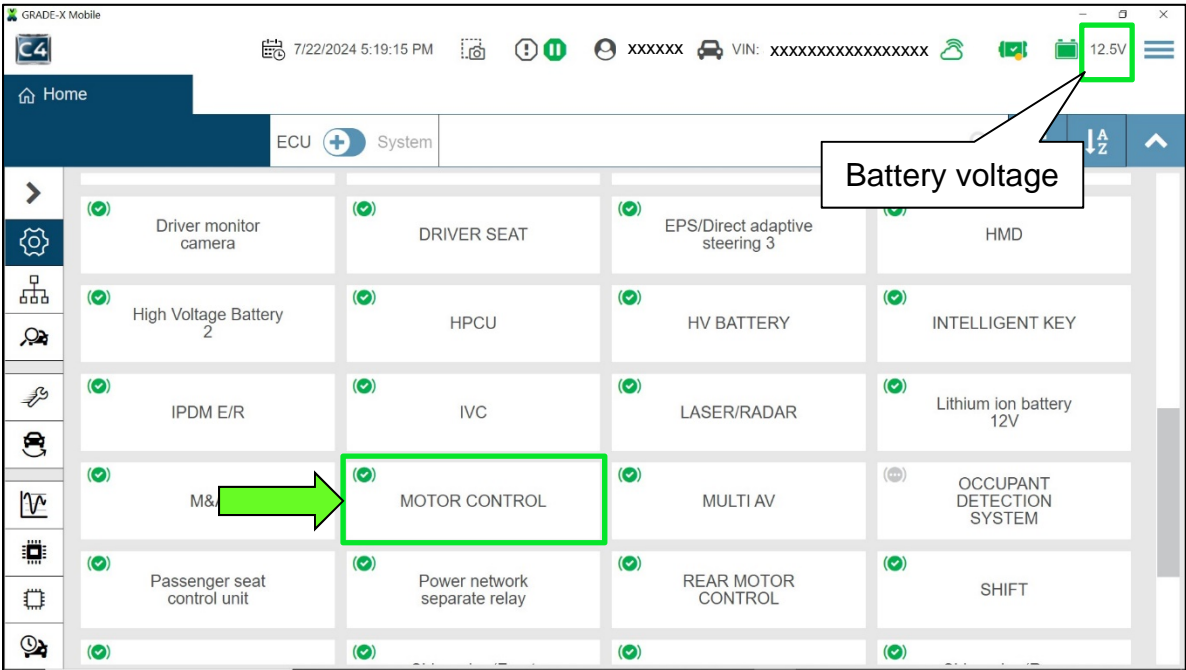 GRADE-X Mobile
C4
7/22/2024 5:19:15 PM
xxxxxx
VIN: xxxxxxxxxxxxxxxxx
12.5V
Home
ECU
System
A
Z
Battery voltage
Driver monitor
camera
DRIVER SEAT
EPS/Direct adaptive
steering 3
HMD
High Voltage Battery
2
HPCU
HV BATTERY
INTELLIGENT KEY
IPDM E/R
IVC
LASER/RADAR
Lithium ion battery
12V
MOTOR CONTROL
MULTI AV
OCCUPANT
DETECTION
SYSTEM
Passenger seat
control unit
Power network
separate relay
REAR MOTOR
CONTROL
SHIFT